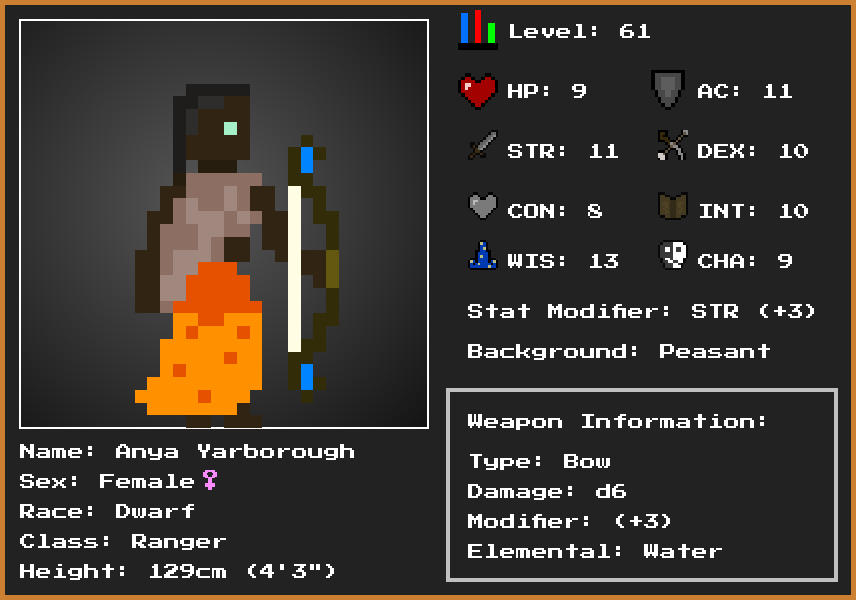 Level: 61
HP: 9
AC: 11
STR: 11
DEX: 10
CON: 8
INT: 10
WIS: 13
CHA: 9
Stat Modifier: STR (+3)
Background: Peasant
Weapon Information:
Type: Bow
Damage: d6
Modifier: (+3)
Elemental: Water
Name: Anya Yarborough
Sex: Female♀
Race: Dwarf
Class: Ranger
Height: 129cm (4'3")